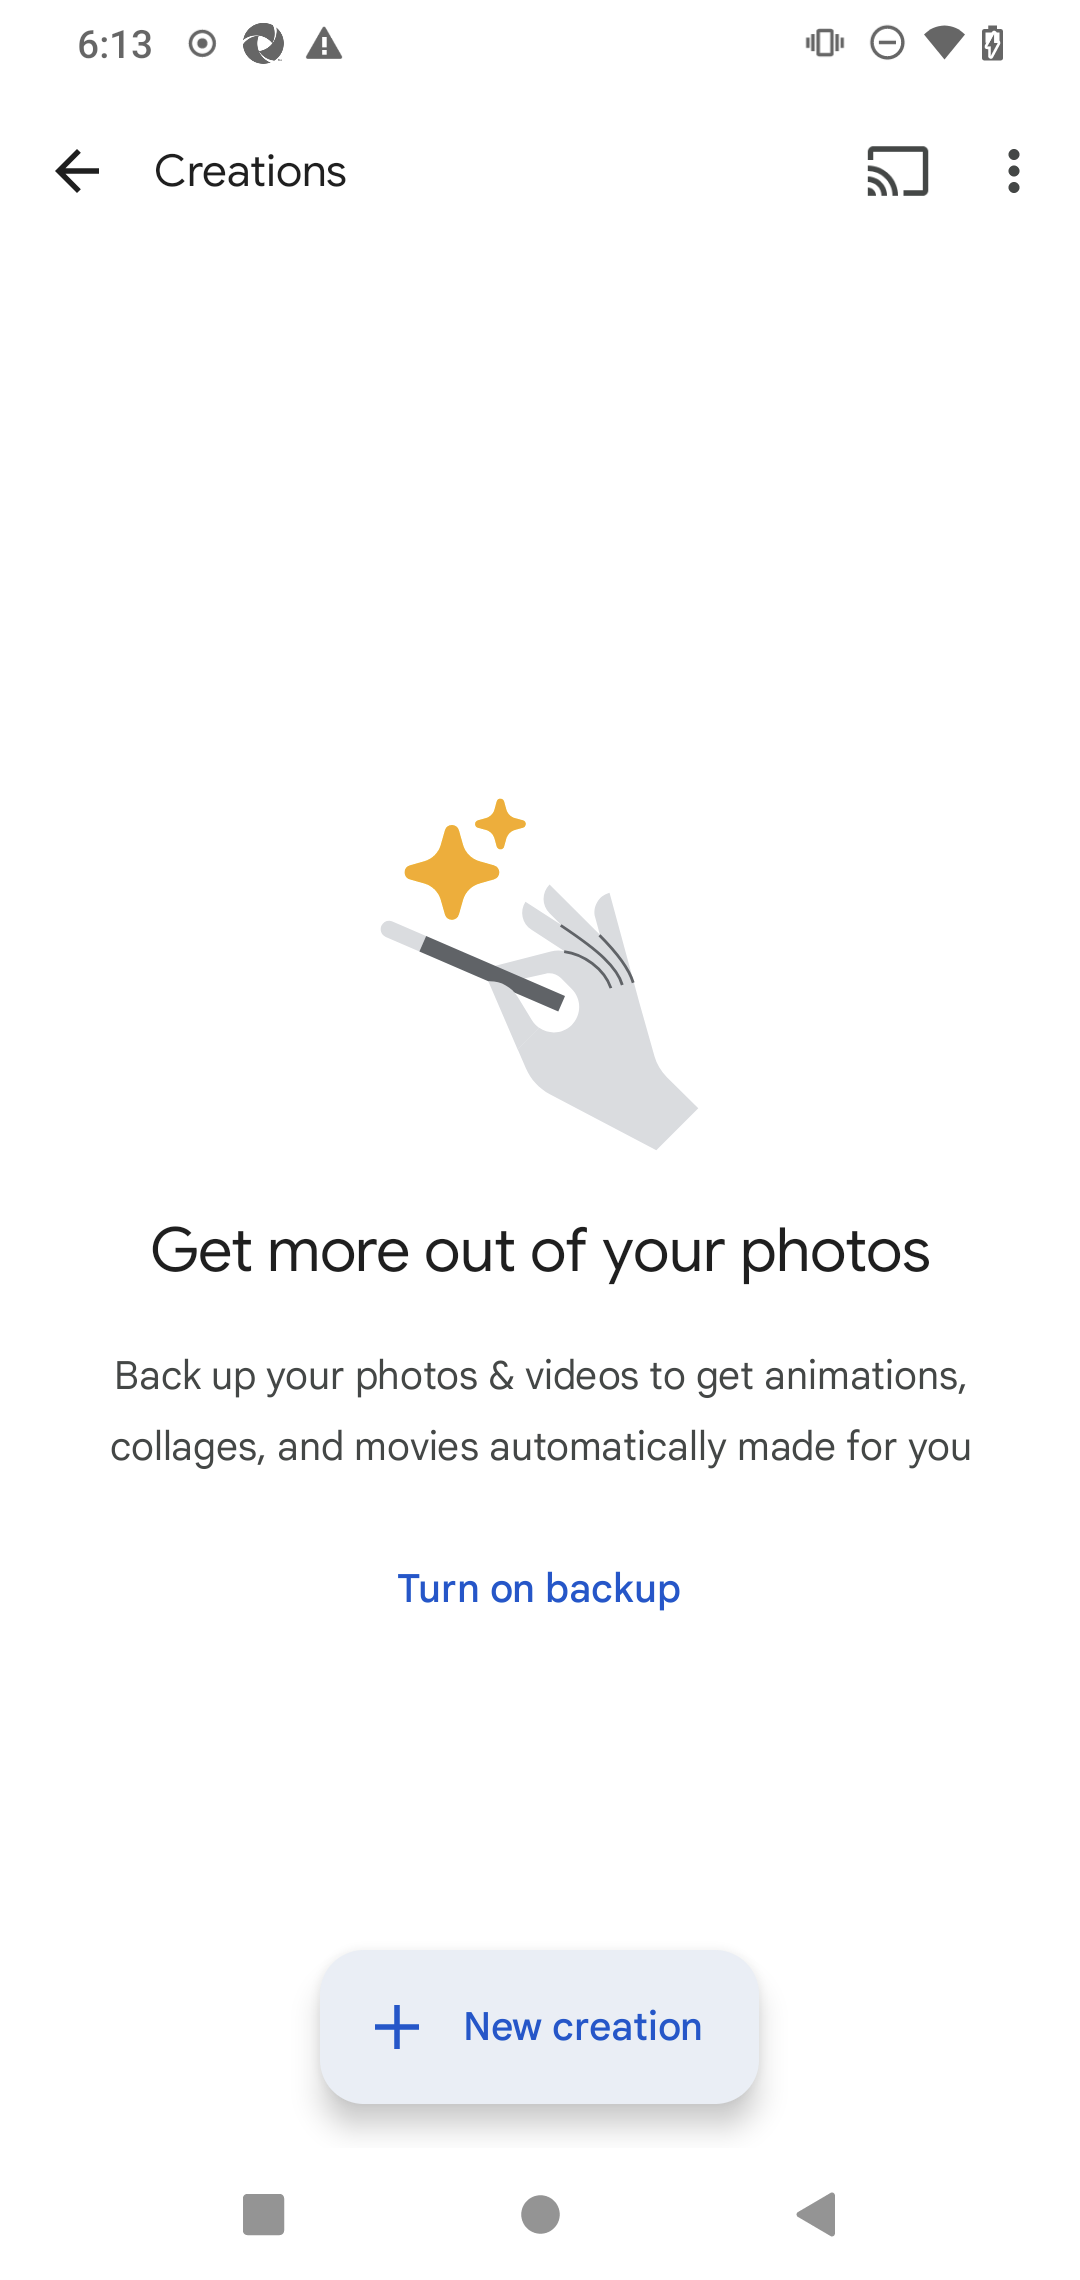 6:13
Creations
Get more out of your photos
Back up your photos & videos to get animations,
collages, and movies automatically made for you
Turn on backup
New creation